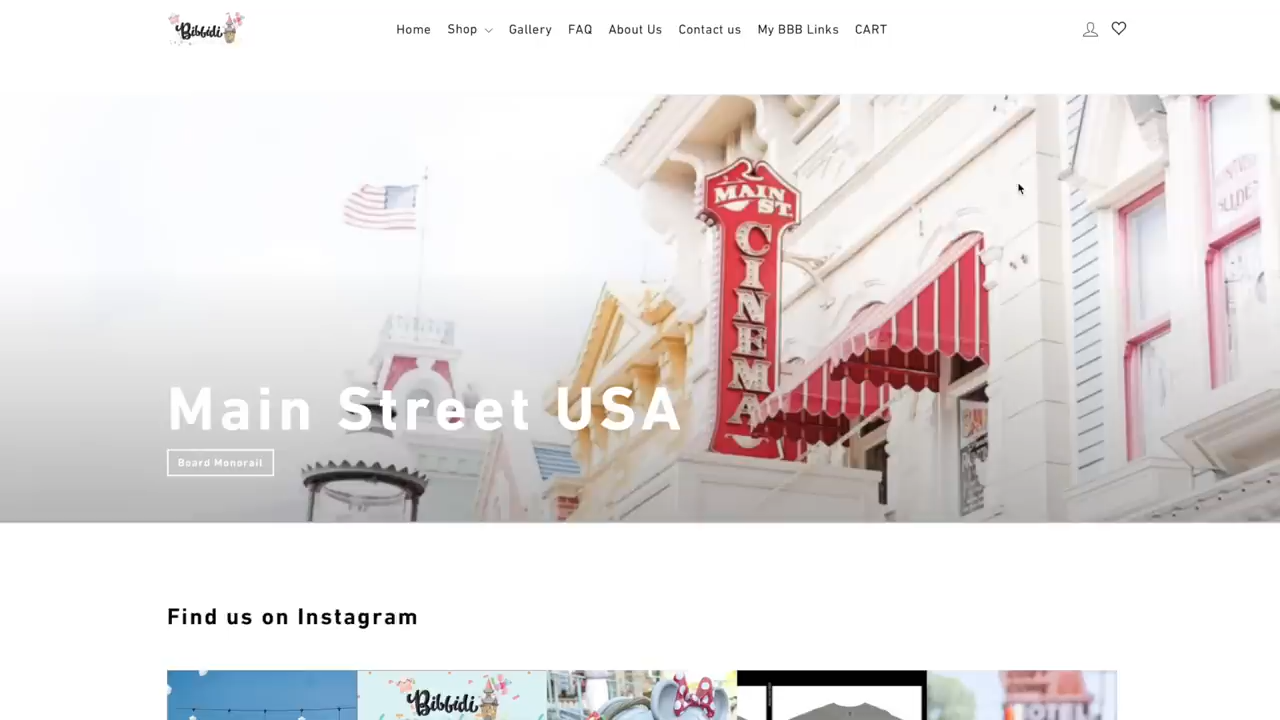 Bibbidi
Home Shop Gallery FAQ About Us Contact us My BBB Links CART
MAIN
ST.
CINEMA
Main Street USA
Board Monorail
Find us on Instagram
Bibbidi